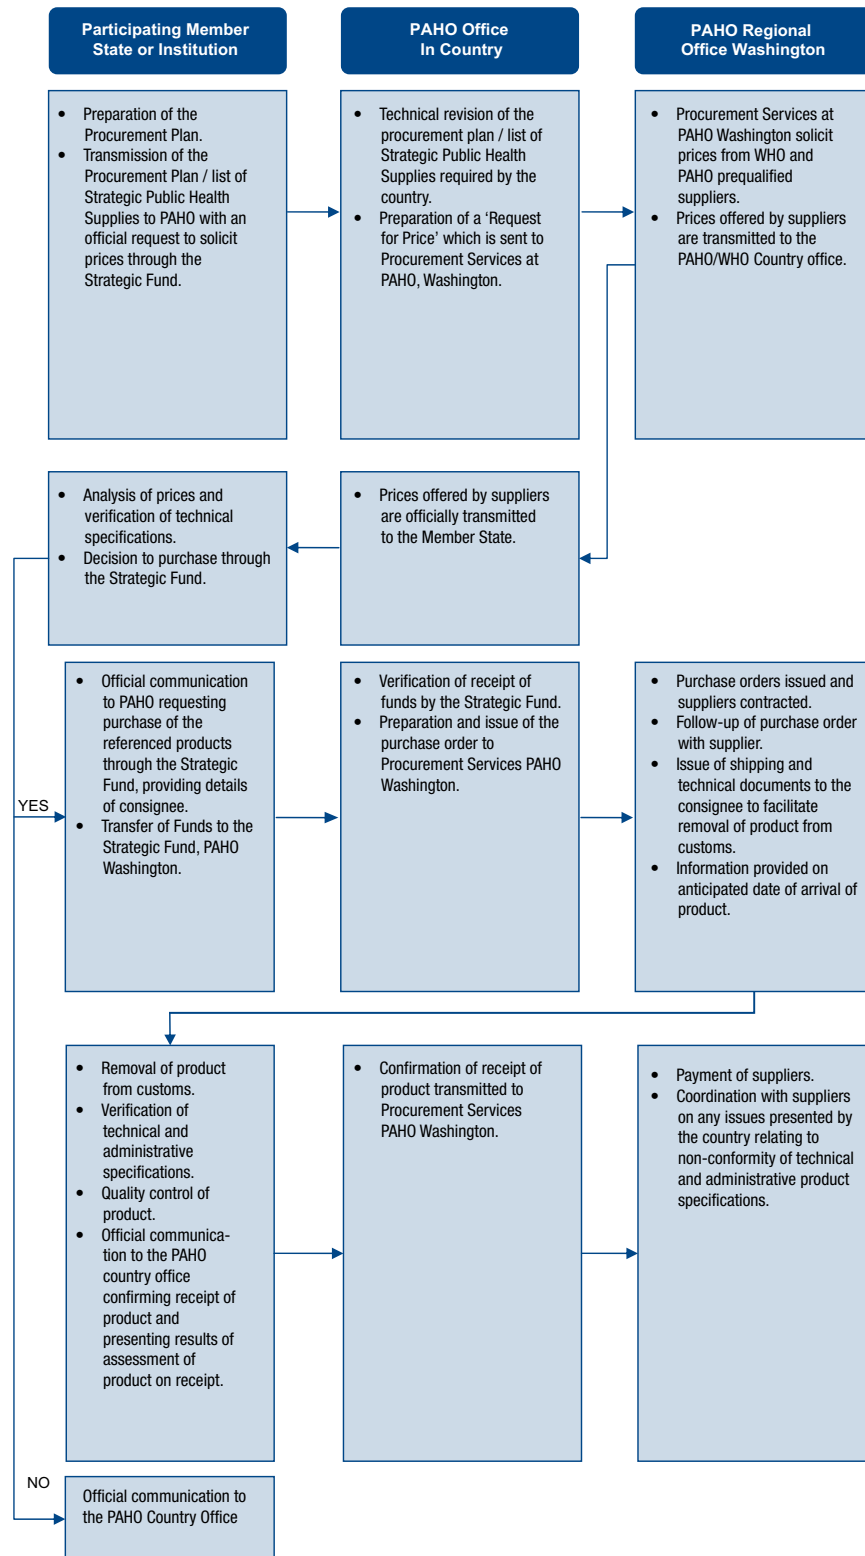 Participating Member
State or Institution
PAHO Office
In Country
PAHO Regional
Office Washington
• Preparation of the
Procurement Plan.
• Transmission of the
Procurement Plan / list of
Strategic Public Health
Supplies to PAHO with an
official request to solicit
prices through the
Strategic Fund.
• Technical revision of the
procurement plan / list of
Strategic Public Health
Supplies required by the
country.
• Preparation of a ‘Request
for Price’ which is sent to
Procurement Services at
PAHO, Washington.
• Procurement Services at
PAHO Washington solicit
prices from WHO and
PAHO prequalified
suppliers.
• Prices offered by suppliers
are transmitted to the
PAHO/WHO Country office.
• Analysis of prices and
verification of technical
specifications.
• Decision to purchase through
the Strategic Fund.
• Prices offered by suppliers
are officially transmitted
to the Member State.
YES
• Official communication
to PAHO requesting
purchase of the
referenced products
through the Strategic
Fund, providing details
of consignee.
• Transfer of Funds to the
Strategic Fund, PAHO
Washington.
• Verification of receipt of
funds by the Strategic Fund.
• Preparation and issue of the
purchase order to
Procurement Services PAHO
Washington.
• Purchase orders issued and
suppliers contracted.
• Follow-up of purchase order
with supplier.
• Issue of shipping and
technical documents to the
consignee to facilitate
removal of product from
customs.
• Information provided on
anticipated date of arrival of
product.
• Removal of product
from customs.
• Verification of
technical and
administrative
specifications.
• Quality control of
product.
• Official communica-
tion to the PAHO
country office
confirming receipt of
product and
presenting results of
assessment of
product on receipt.
• Confirmation of receipt of
product transmitted to
Procurement Services
PAHO Washington.
• Payment of suppliers.
• Coordination with suppliers
on any issues presented by
the country relating to
non-conformity of technical
and administrative product
specifications.
NO
Official communication to
the PAHO Country Office